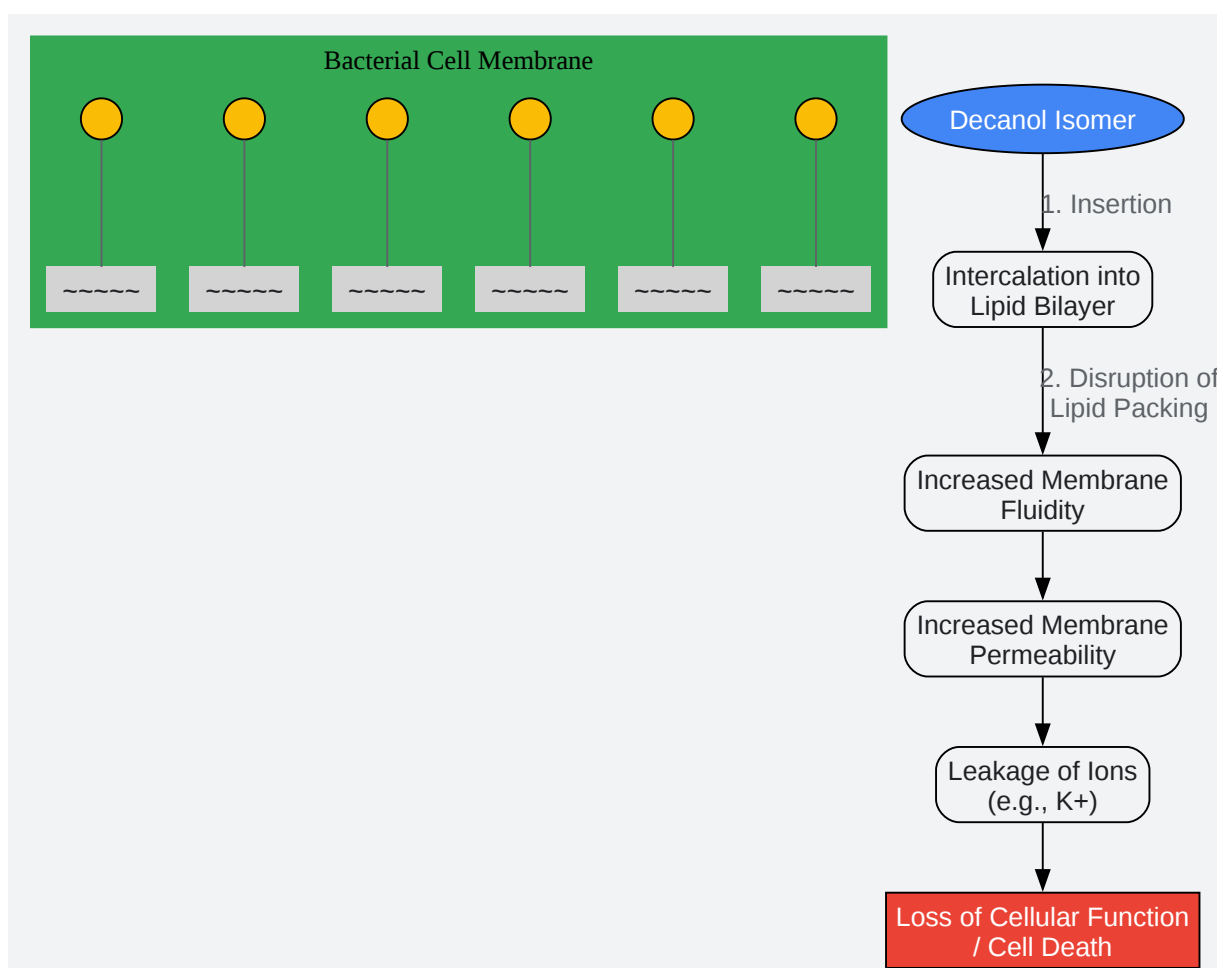 Bacterial Cell Membrane
~~~~~ ~~~~~ ~~~~~ ~~~~~ ~~~~~ ~~~~~
Decanol Isomer
1. Insertion
Intercalation into
Lipid Bilayer
2. Disruption of
Lipid Packing
Increased Membrane
Fluidity
Increased Membrane
Permeability
Leakage of Ions
(e.g., K+)
Loss of Cellular Function
/ Cell Death